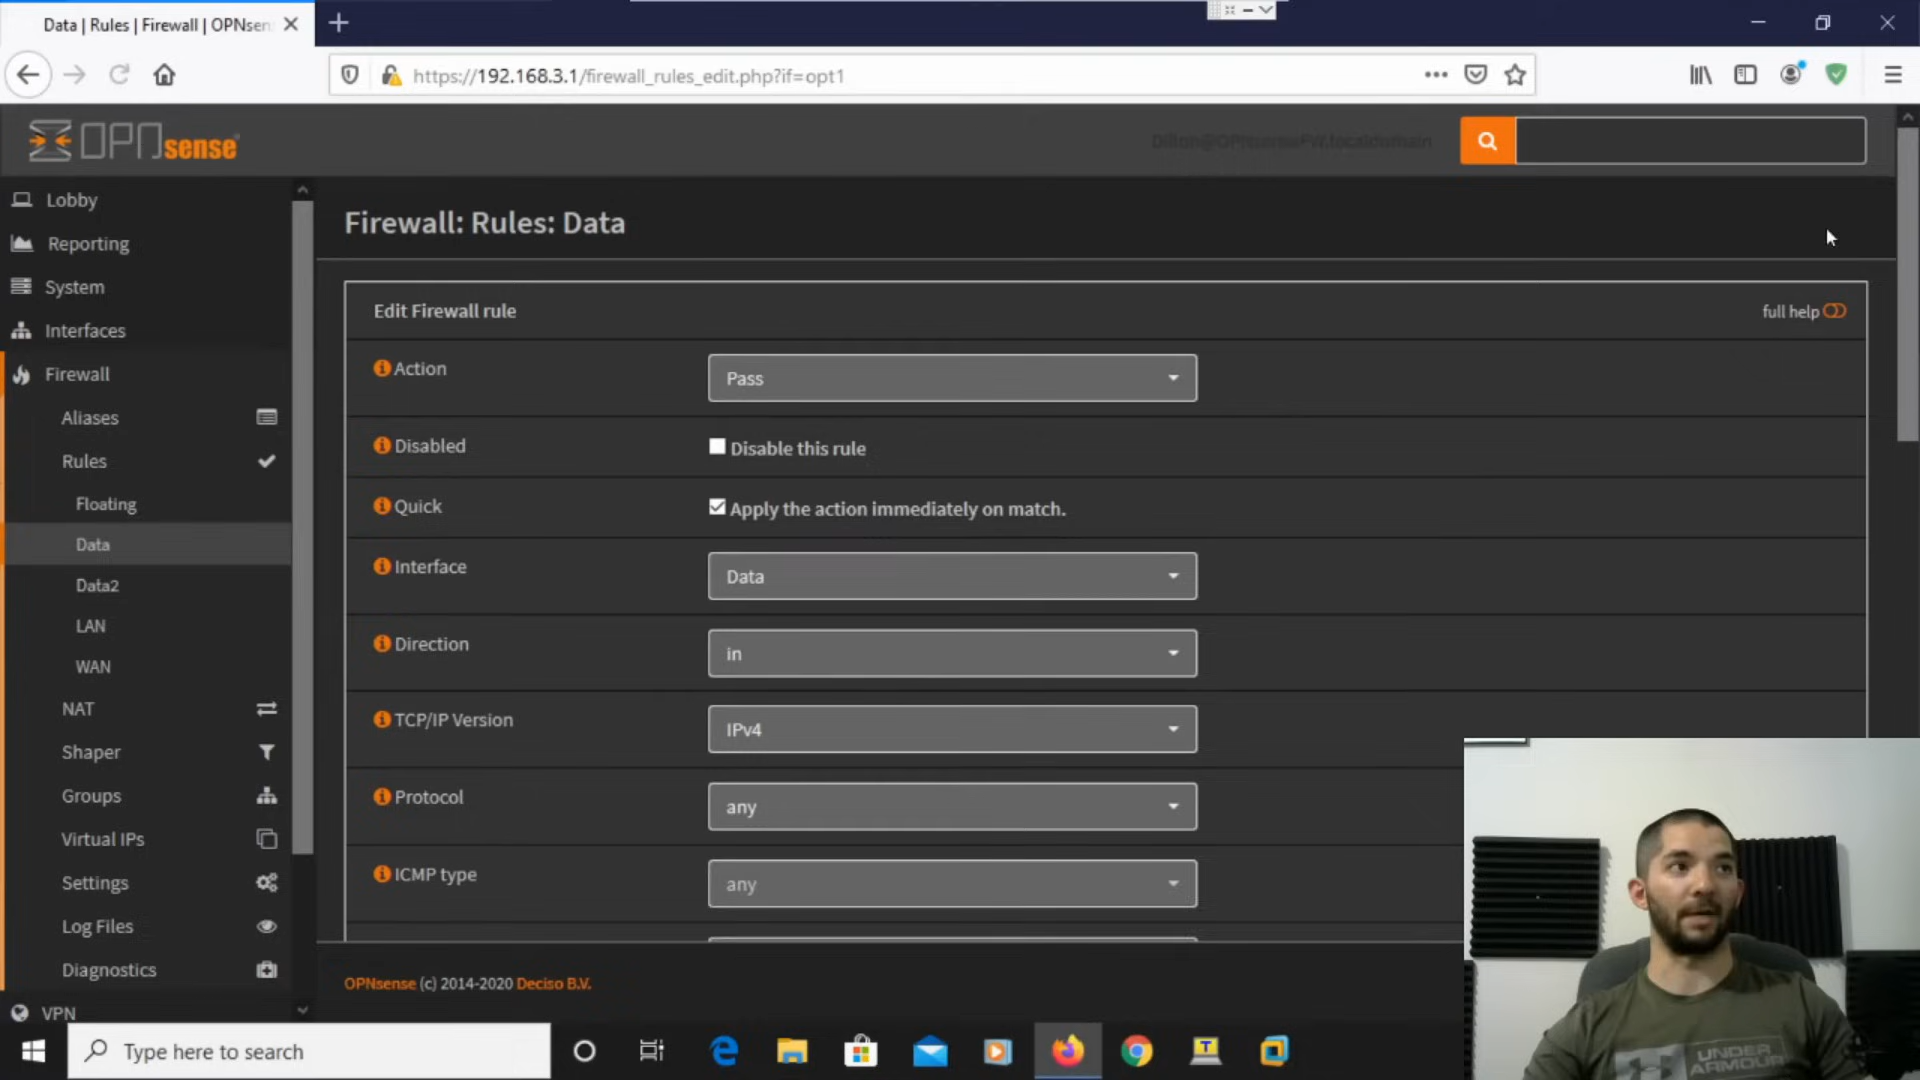 Data | Rules | Firewall | OPNsen
https://192.168.3.1/firewall_rules_edit.php?if=opt1
OPNsense
Lobby
Reporting
System
Interfaces
Firewall
Aliases
Rules
Floating
Data
Data2
LAN
WAN
NAT
Shaper
Groups
Virtual IPs
Settings
Log Files
Diagnostics
VPN
Firewall: Rules: Data
Edit Firewall rule
full help
Action
Pass
Disabled
Disable this rule
Quick
Apply the action immediately on match.
Interface
Data
Direction
in
TCP/IP Version
IPv4
Protocol
any
ICMP type
any
OPNsense (c) 2014-2020 Deciso B.V.
Type here to search
UNDER
ARMOUR